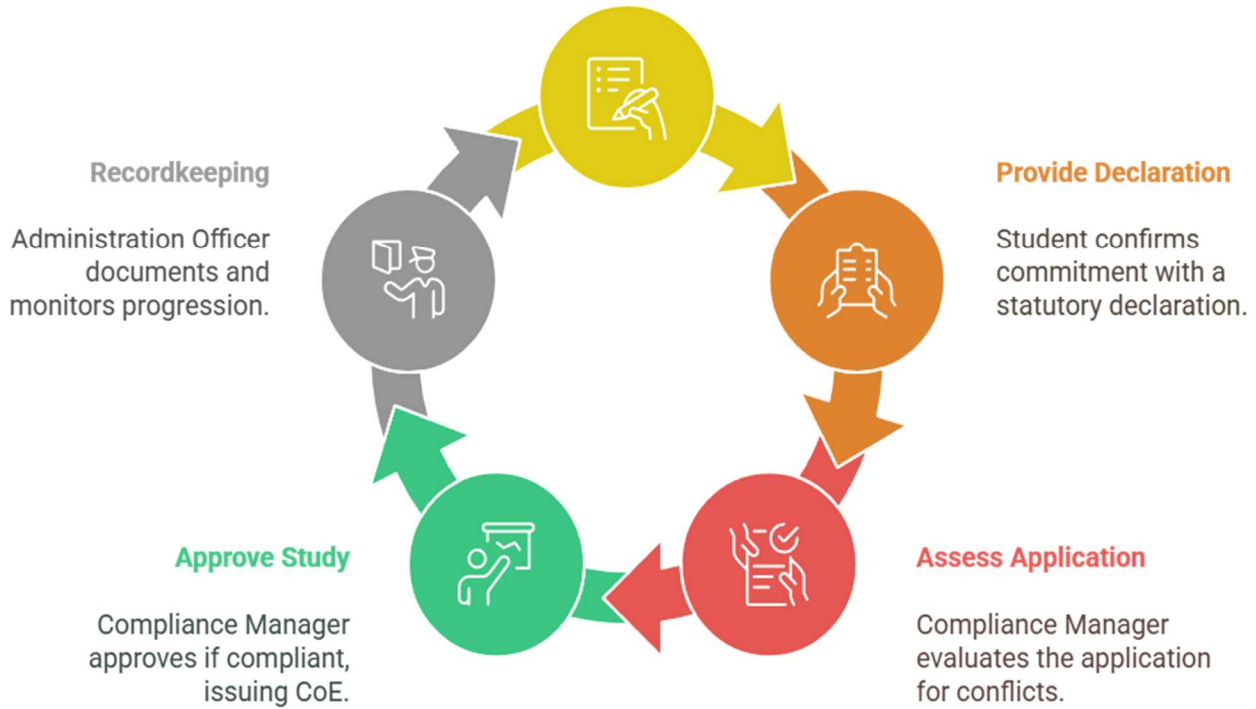 Recordkeeping
Administration Officer
documents and
monitors progression.
Provide Declaration
Student confirms
commitment with a
statutory declaration.
Approve Study
Compliance Manager
approves if compliant,
issuing CoE.
Assess Application
Compliance Manager
evaluates the application
for conflicts.